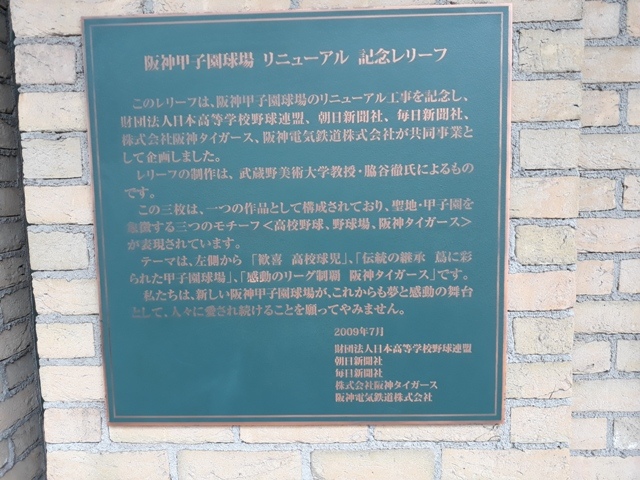 阪神甲子園球場 リニューアル 記念レリーフ
このレリーフは、阪神甲子園球場のリニューアル工事を記念し、
財団法人日本高等学校野球連盟、朝日新聞社、毎日新聞社、
株式会社阪神タイガース、阪神電気鉄道株式会社が共同事業と
して企画しました。
レリーフの制作は、武蔵野美術大学教授・脇谷徹氏によるもの
です。
この三枚は、一つの作品として構成されており、聖地・甲子園を
象徴する三つのモチーフ<高校野球、野球場、阪神タイガース>
が表現されています。
テーマは、左側から「歓喜 高校球児」、「伝統の継承 蔦に彩
られた甲子園球場」、「感動のリーグ制覇 阪神タイガース」です。
私たちは、新しい阪神甲子園球場が、これからも夢と感動の舞台
として、人々に愛され続けることを願ってやみません。
2009年7月
財団法人日本高等学校野球連盟
朝日新聞社
毎日新聞社
株式会社阪神タイガース
阪神電気鉄道株式会社